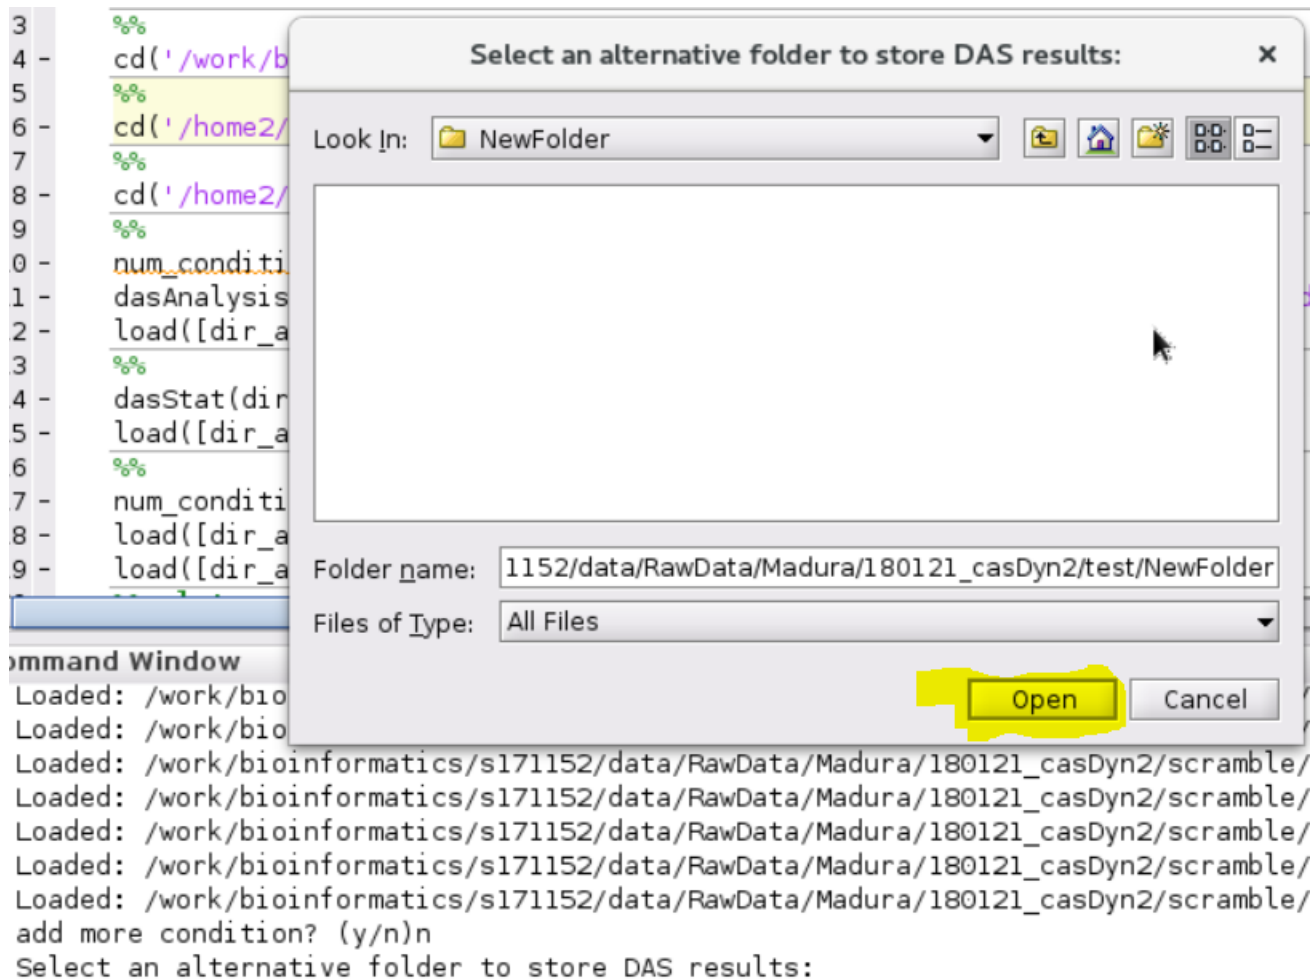 3 %%
4 - cd('/work/b
5 %%
6 - cd('/home2/
7 %%
8 - cd('/home2/
9 %%
0 - num_conditi
1 - dasAnalysis
2 - load([dir_a
3 %%
4 - dasStat(dir
5 - load([dir_a
6 %%
7 - num_conditi
8 - load([dir_a
9 - load([dir_a
Select an alternative folder to store DAS results:
Look In: NewFolder
Folder name: 1152/data/RawData/Madura/180121_casDyn2/test/NewFolder
Files of Type: All Files
Open Cancel
ommand Window
Loaded: /work/bio
Loaded: /work/bio
Loaded: /work/bioinformatics/s171152/data/RawData/Madura/180121_casDyn2/scramble/
Loaded: /work/bioinformatics/s171152/data/RawData/Madura/180121_casDyn2/scramble/
Loaded: /work/bioinformatics/s171152/data/RawData/Madura/180121_casDyn2/scramble/
Loaded: /work/bioinformatics/s171152/data/RawData/Madura/180121_casDyn2/scramble/
Loaded: /work/bioinformatics/s171152/data/RawData/Madura/180121_casDyn2/scramble/
add more condition? (y/n)n
Select an alternative folder to store DAS results: